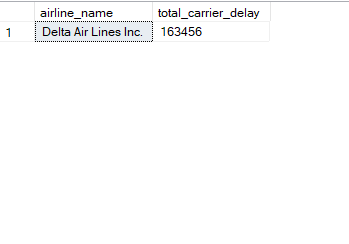 airline_name total_carrier_delay
1 Delta Air Lines Inc. 163456